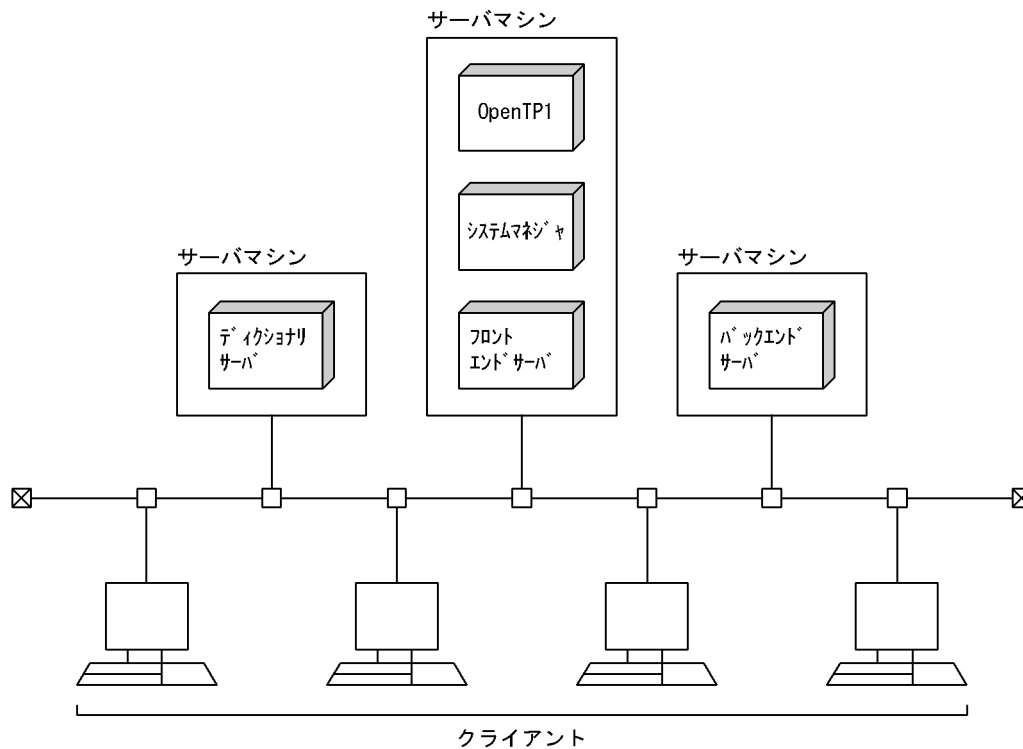 サーバマシン
OpenTP1
システムマネジャ
サーバマシン
ディクショナリ
サーバ
フロント
エンドサーバ
サーバマシン
バックエンド
サーバ
クライアント